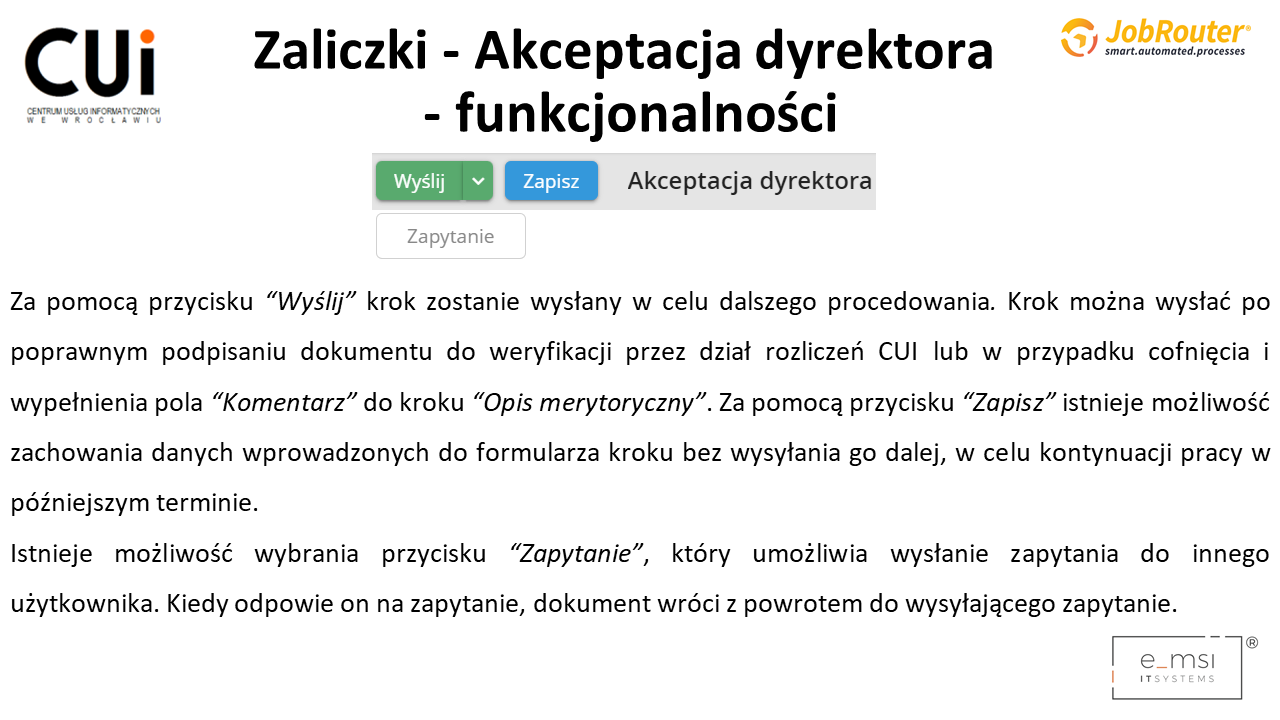 CUi
CENTRUM USŁUG INFORMATYCZNYCH
WE WROCŁAWIU
Zaliczki - Akceptacja dyrektora
- funkcjonalności
JobRouter®
smart.automated.processes
Wyślij Zapisz Akceptacja dyrektora
Zapytanie
Za pomocą przycisku “Wyślij” krok zostanie wysłany w celu dalszego procedowania. Krok można wysłać po
poprawnym podpisaniu dokumentu do weryfikacji przez dział rozliczeń CUI lub w przypadku cofnięcia i
wypełnienia pola “Komentarz” do kroku “Opis merytoryczny”. Za pomocą przycisku “Zapisz” istnieje możliwość
zachowania danych wprowadzonych do formularza kroku bez wysyłania go dalej, w celu kontynuacji pracy w
późniejszym terminie.
Istnieje możliwość wybrania przycisku “Zapytanie”, który umożliwia wysłanie zapytania do innego
użytkownika. Kiedy odpowie on na zapytanie, dokument wróci z powrotem do wysyłającego zapytanie.
e_msi ®
ITSYSTEMS